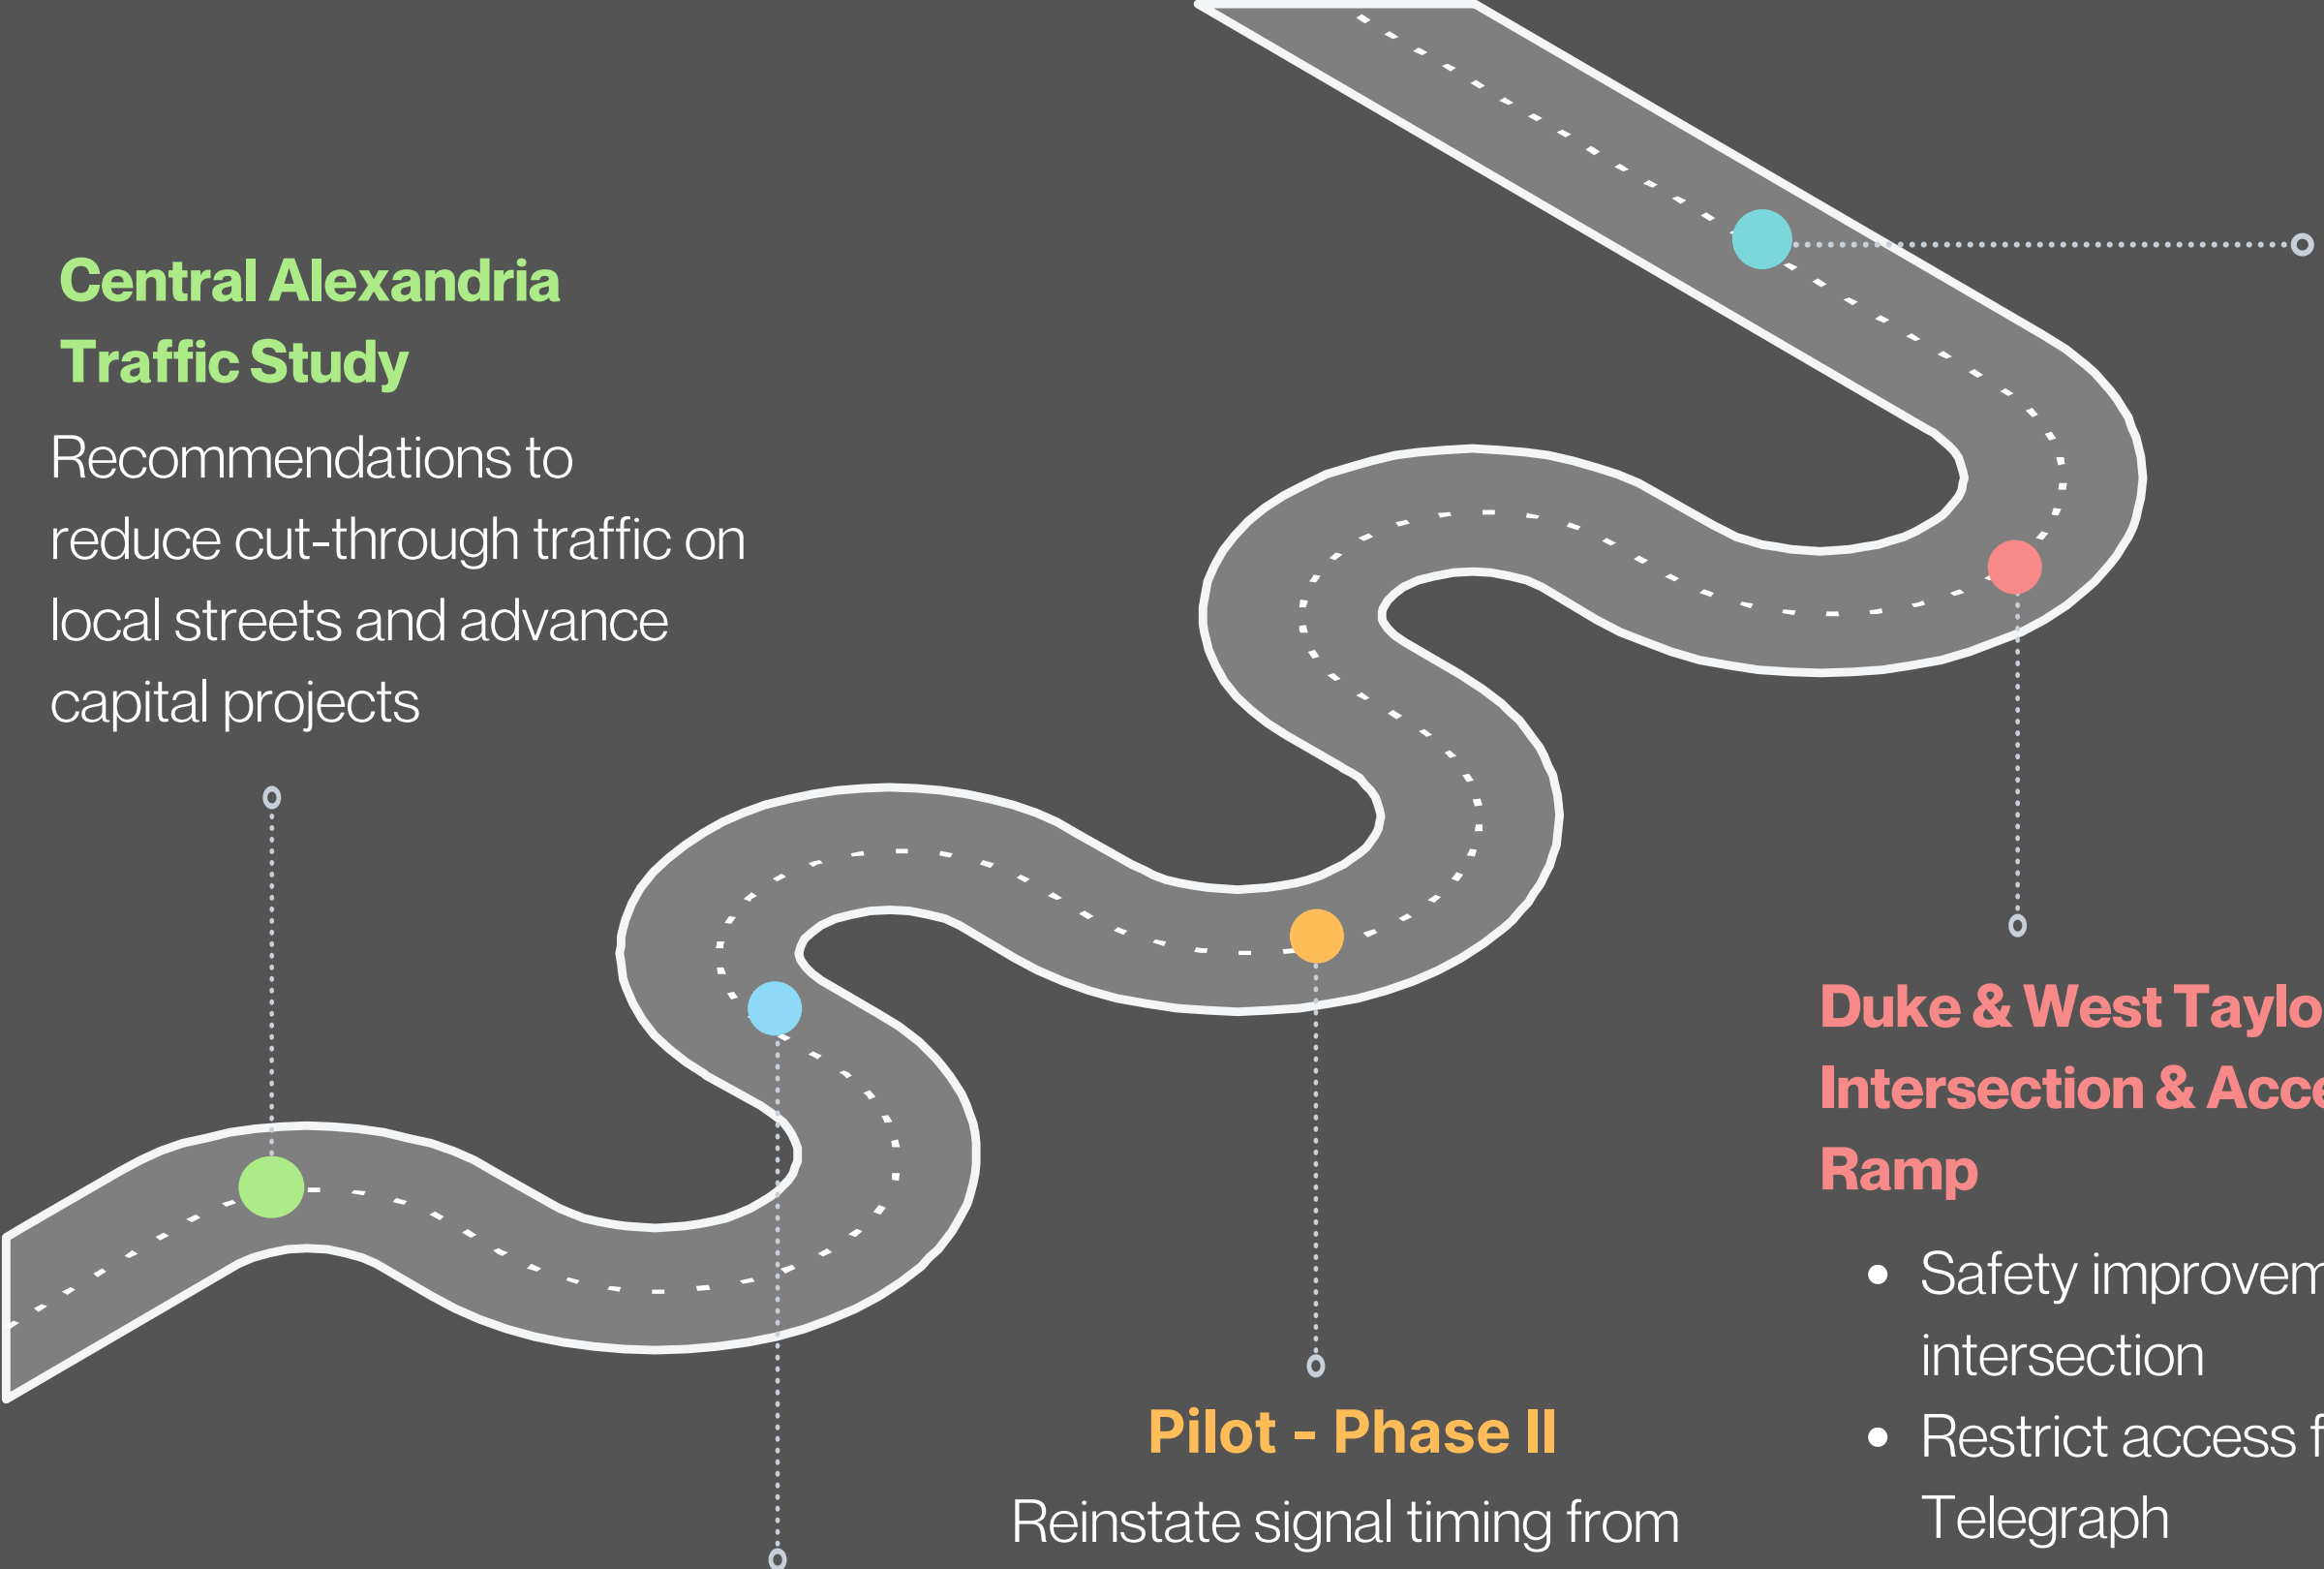 Central Alexandria
Traffic Study
Recommendations to
reduce cut-through traffic on
local streets and advance
capital projects
Pilot - Phase II
Reinstate signal timing from
Duke & West Taylo
Intersection & Acce
Ramp
• Safety improvem
intersection
• Restrict access f
Telegraph